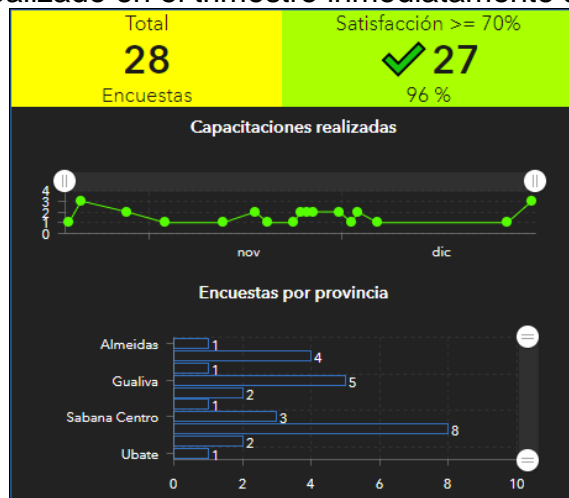 Total
28
Encuestas
Satisfacción >= 70%
27
96 %
Capacitaciones realizadas
4
3
2
1
0
nov
dic
Encuestas por provincia
Almeidas
1
4
1
Gualiva
5
2
1
Sabana Centro
3
8
2
Ubate
1
0 2 4 6 8 10